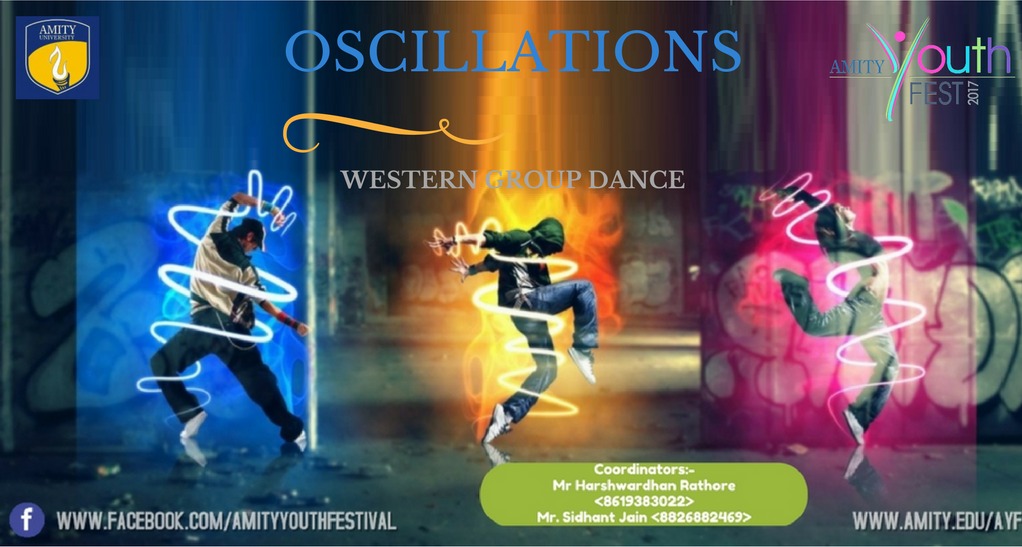 AMITY
UNIVERSITY
OSCILLATIONS
AMITY Youth
FEST 2017
WESTERN GROUP DANCE
Coordinators:-
Mr Harshwardhan Rathore
<8619383022>
Mr. Sidhant Jain <8826882469>
f WWW.FACEBOOK.COM/AMITYYOUTHFESTIVAL
WWW.AMITY.EDU/AYF